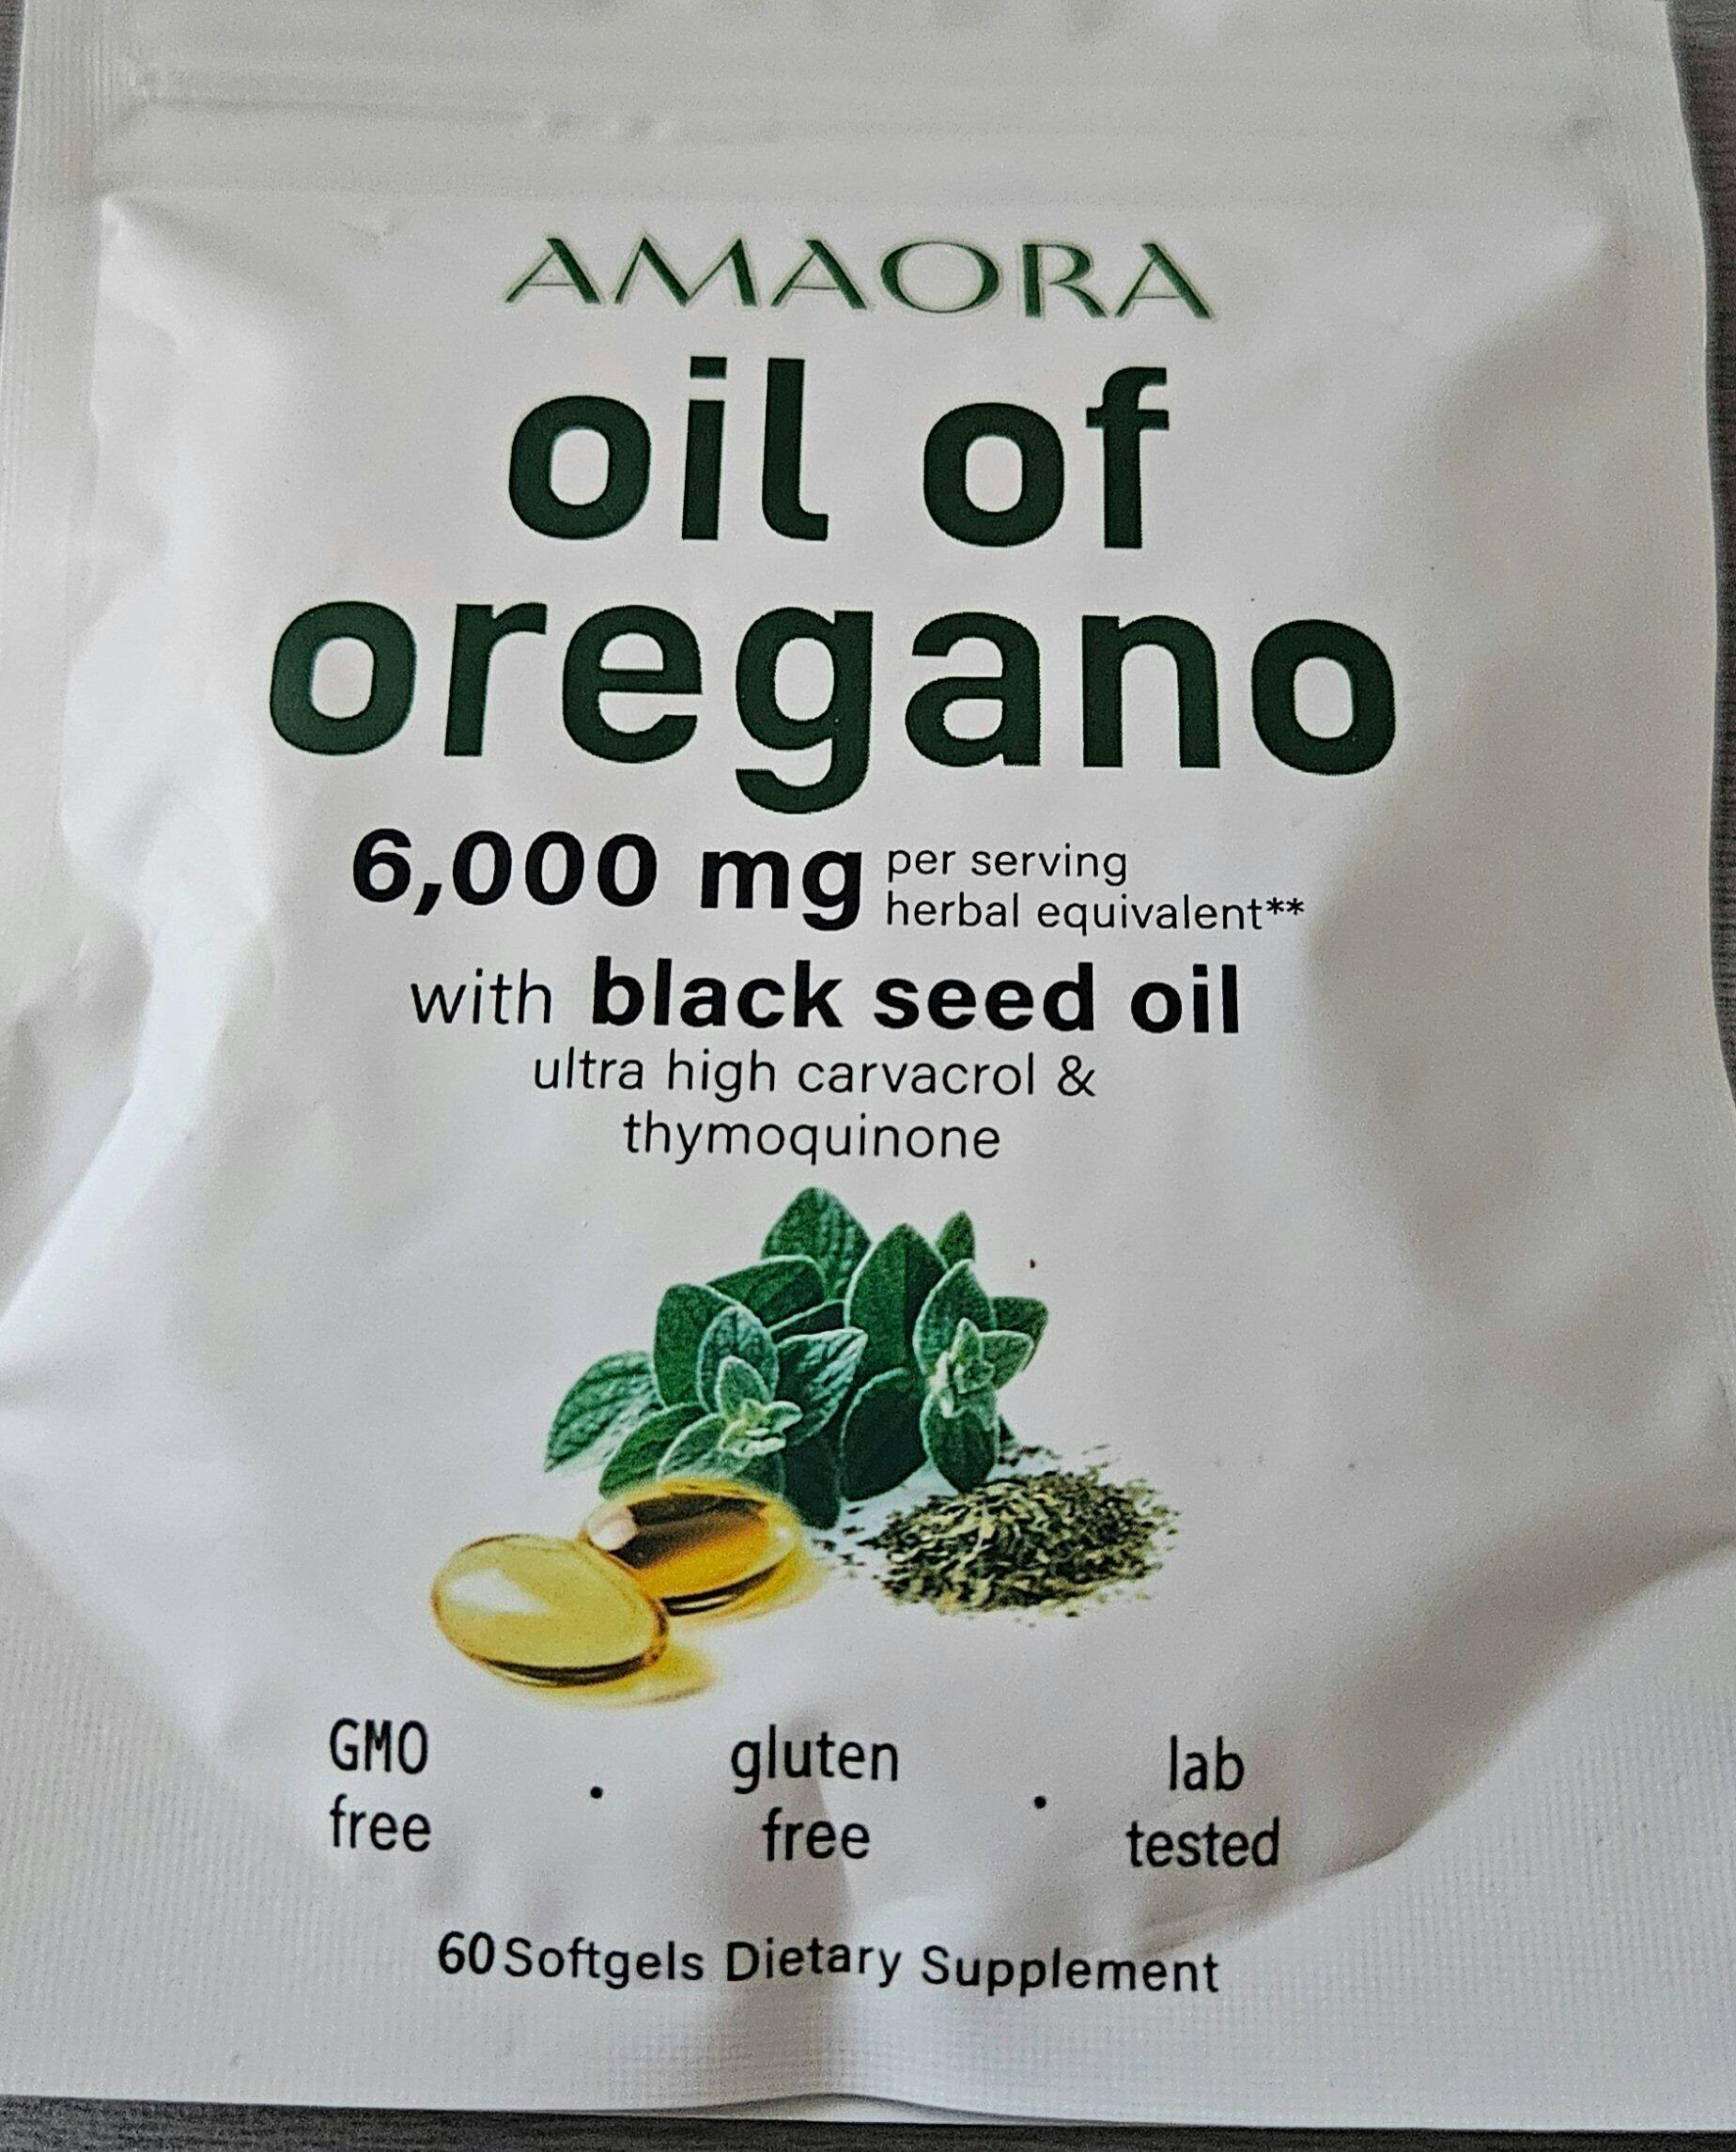 AMAORA
oil of
oregano
6,000 mg per serving
herbal equivalent**
with black seed oil
ultra high carvacrol &
thymoquinone
GMO
free
.
gluten
free
.
lab
tested
60 Softgels Dietary Supplement